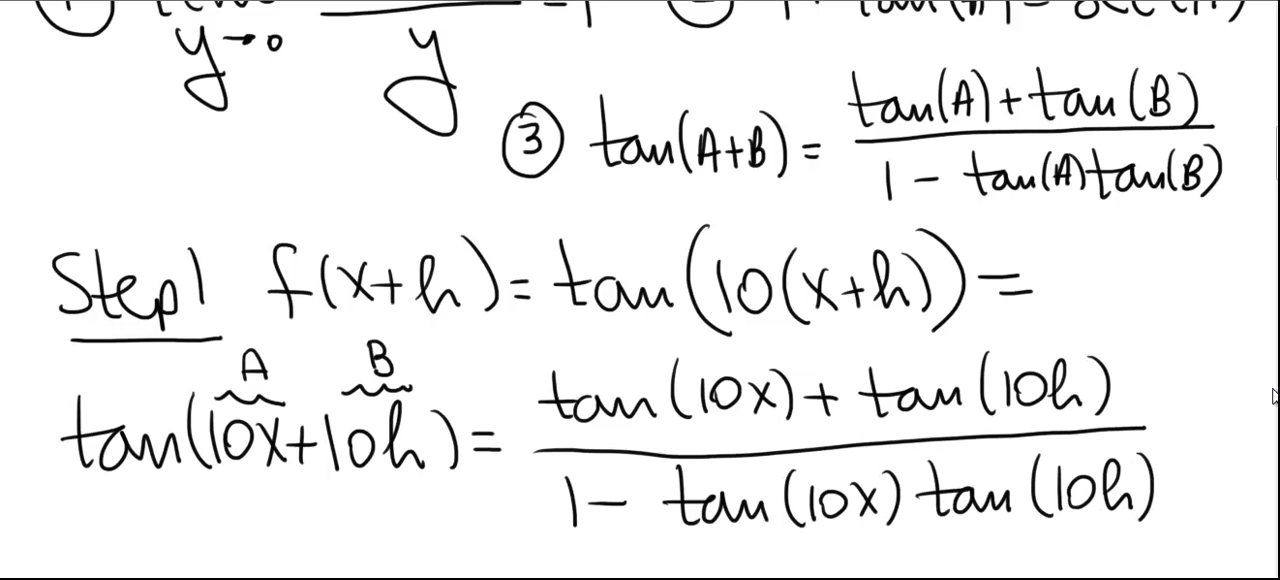 y→0 y
③ tan(A+B) = (tan(A)+tan(B))/(1 - tan(A)tan(B))
Step1 f(x+h) = tan(10(x+h)) =
A B
tan(10x+10h) = (tan(10x) + tan(10h))/(1 - tan(10x) tan(10h))